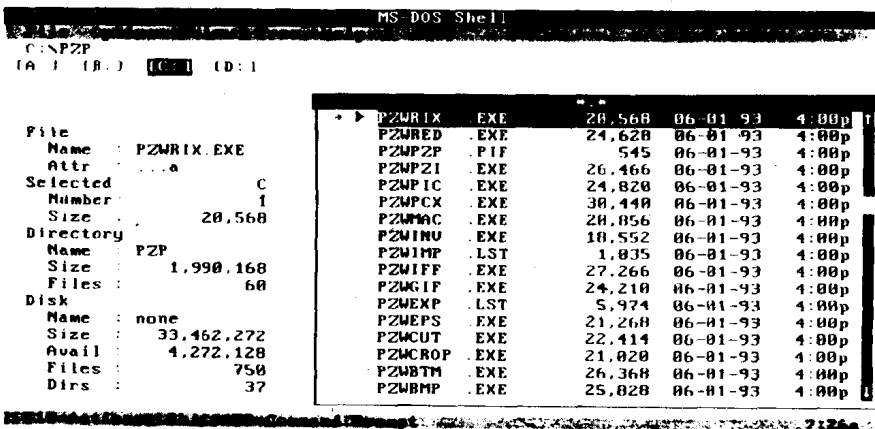 MS-DOS Shell
C:\PZP
[A:] [B:] [C:] [D:]
*.*
File
Name : PZWRIX.EXE
Attr : ...a
Selected C
Number: 1
Size : 20,568
Directory
Name : PZP
Size : 1,990,168
Files : 60
Disk
Name : none
Size : 33,462,272
Avail : 4,272,128
Files : 750
Dirs : 37
PZWRIX .EXE 20,568 06-01-93 4:00p
PZWRED .EXE 24,628 06-01-93 4:00p
PZWPZP .PIF 545 06-01-93 4:00p
PZWPZI .EXE 26,466 06-01-93 4:00p
PZWPIC .EXE 24,820 06-01-93 4:00p
PZWPCX .EXE 30,440 06-01-93 4:00p
PZWMAC .EXE 20,856 06-01-93 4:00p
PZWINV .EXE 18,552 06-01-93 4:00p
PZWIMP .LST 1,035 06-01-93 4:00p
PZWIFF .EXE 27,266 06-01-93 4:00p
PZWGIF .EXE 24,210 06-01-93 4:00p
PZWEXP .LST 5,974 06-01-93 4:00p
PZWEPS .EXE 21,268 06-01-93 4:00p
PZWCUT .EXE 22,414 06-01-93 4:00p
PZWCROP .EXE 21,020 06-01-93 4:00p
PZWBTM .EXE 26,368 06-01-93 4:00p
PZWBMP .EXE 25,828 06-01-93 4:00p
Command Prompt 7:26a